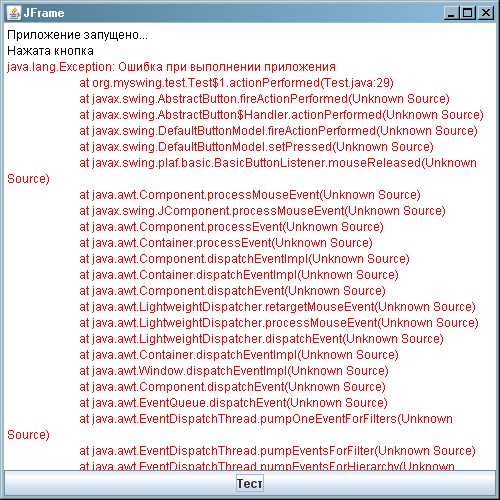 JFrame
Приложение запущено...
Нажата кнопка
java.lang.Exception: Ошибка при выполнении приложения
at org.myswing.test.Test$1.actionPerformed(Test.java:29)
at javax.swing.AbstractButton.fireActionPerformed(Unknown Source)
at javax.swing.AbstractButton$Handler.actionPerformed(Unknown Source)
at javax.swing.DefaultButtonModel.fireActionPerformed(Unknown Source)
at javax.swing.DefaultButtonModel.setPressed(Unknown Source)
at javax.swing.plaf.basic.BasicButtonListener.mouseReleased(Unknown
Source)
at java.awt.Component.processMouseEvent(Unknown Source)
at javax.swing.JComponent.processMouseEvent(Unknown Source)
at java.awt.Component.processEvent(Unknown Source)
at java.awt.Container.processEvent(Unknown Source)
at java.awt.Component.dispatchEventImpl(Unknown Source)
at java.awt.Container.dispatchEventImpl(Unknown Source)
at java.awt.Component.dispatchEvent(Unknown Source)
at java.awt.LightweightDispatcher.retargetMouseEvent(Unknown Source)
at java.awt.LightweightDispatcher.processMouseEvent(Unknown Source)
at java.awt.LightweightDispatcher.dispatchEvent(Unknown Source)
at java.awt.Container.dispatchEventImpl(Unknown Source)
at java.awt.Window.dispatchEventImpl(Unknown Source)
at java.awt.Component.dispatchEvent(Unknown Source)
at java.awt.EventQueue.dispatchEvent(Unknown Source)
at java.awt.EventDispatchThread.pumpOneEventForFilters(Unknown
Source)
at java.awt.EventDispatchThread.pumpEventsForFilter(Unknown Source)
at java.awt.EventDispatchThread.pumpEventsForHierarchy(Unknown
Тест